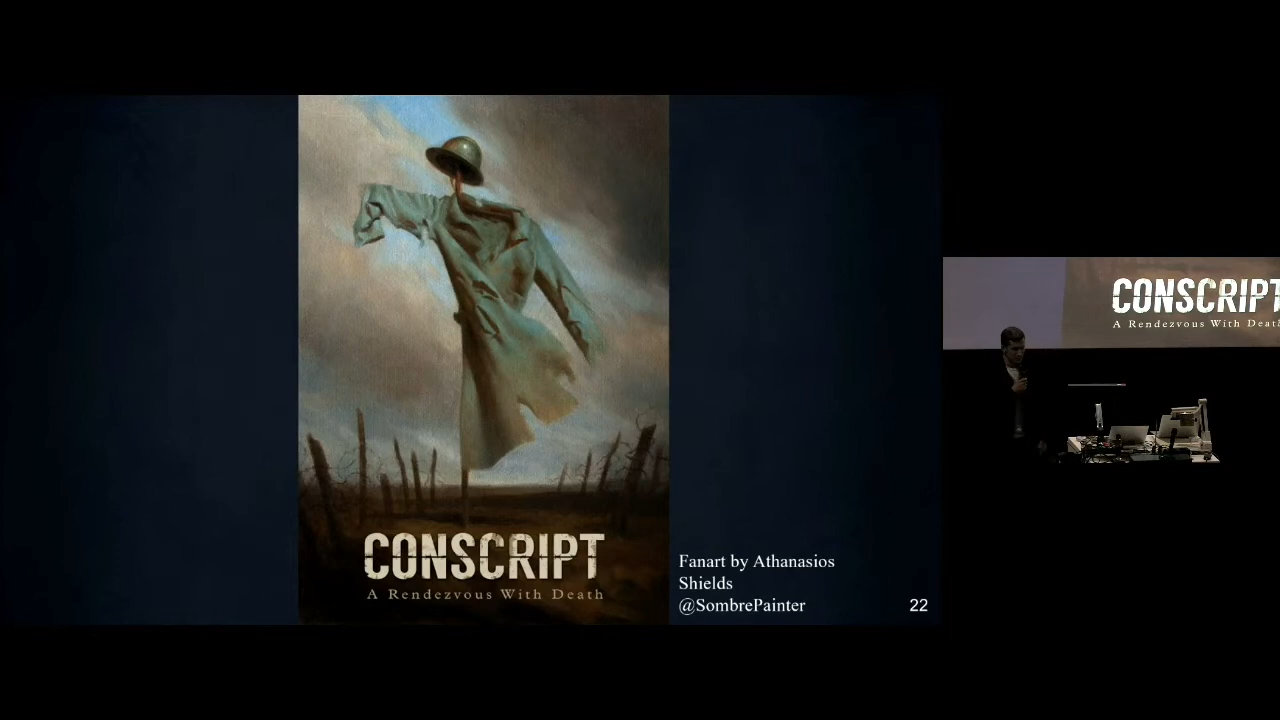 CONSCRIPT
A Rendezvous With Death
Fanart by Athanasios
Shields
@SombrePainter
22
CONSCRIPT
A Rendezvous With Death